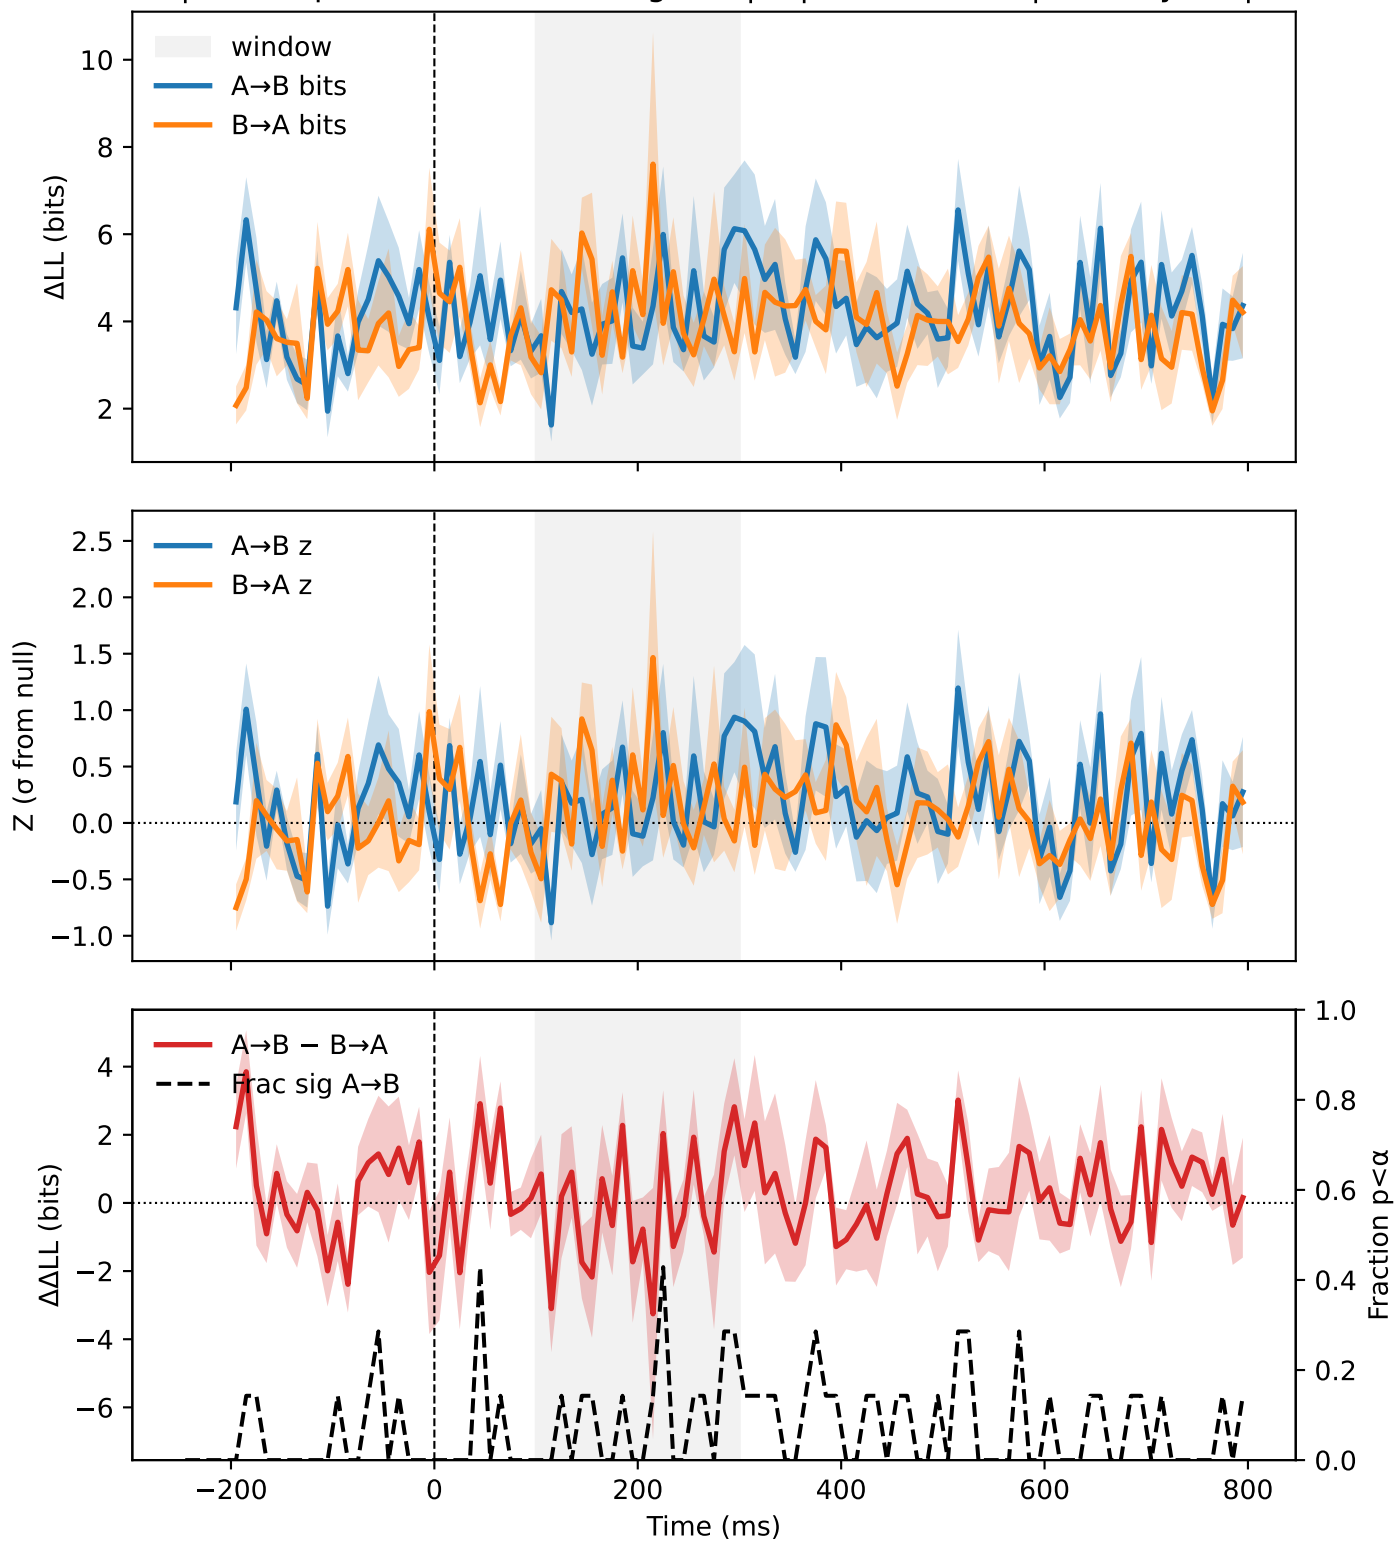 window
A→B bits
B→A bits
10
8
6
4
2
ΔLL (bits)
A→B z
B→A z
2.5
2.0
1.5
1.0
0.5
0.0
−0.5
−1.0
Z (σ from null)
A→B − B→A
Frac sig A→B
4
2
0
−2
−4
−6
ΔΔLL (bits)
1.0
0.8
0.6
0.4
0.2
0.0
Fraction p<α
−200
0
200
400
600
800
Time (ms)